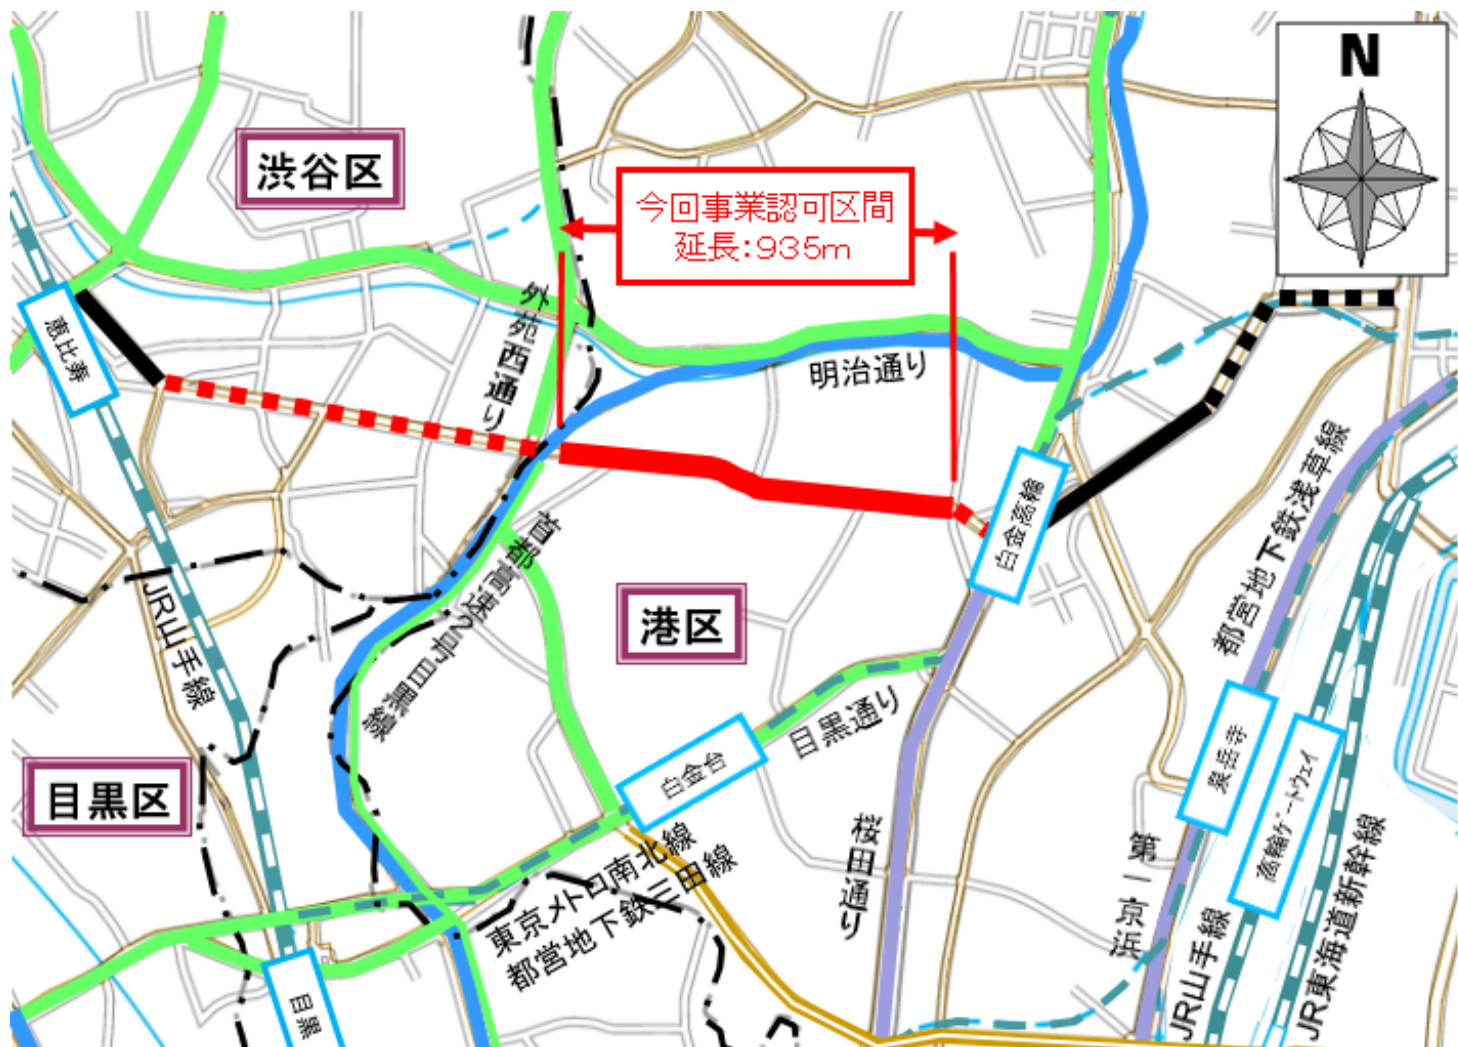 N
渋谷区
今回事業認可区間
延長：935m
恵比寿
外苑西通り
明治通り
白金高輪
都営地下鉄浅草線
首都高速2号目黒線
港区
JR山手線
目黒区
目黒通り
白金台
泉岳寺
高輪ゲートウェイ
桜田通り
第一京浜
東京メトロ南北線
都営地下鉄三田線
JR山手線
JR東海道新幹線
目黒